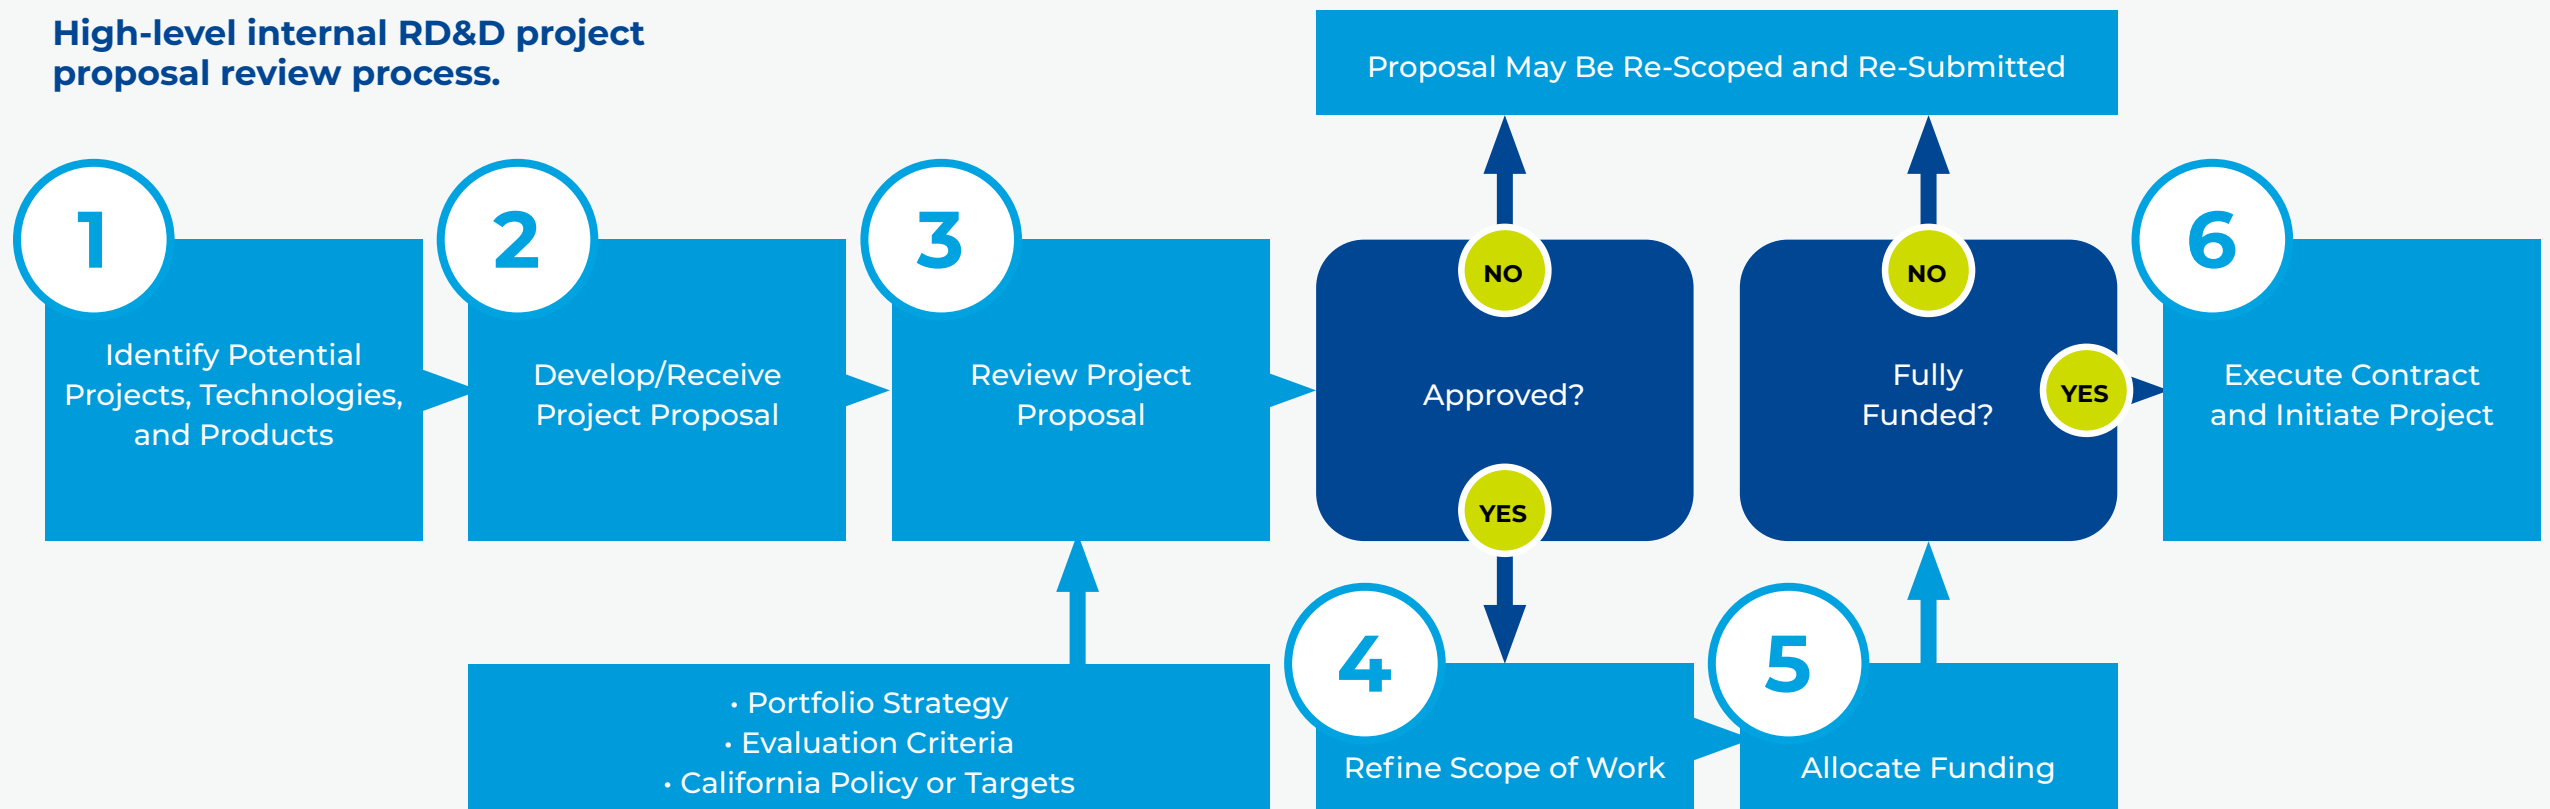 High-level internal RD&D project
proposal review process.
Proposal May Be Re-Scoped and Re-Submitted
1
Identify Potential
Projects, Technologies,
and Products
2
Develop/Receive
Project Proposal
3
Review Project
Proposal
• Portfolio Strategy
• Evaluation Criteria
• California Policy or Targets
NO
Approved?
YES
4
Refine Scope of Work
5
Allocate Funding
NO
Fully
Funded?
YES
6
Execute Contract
and Initiate Project